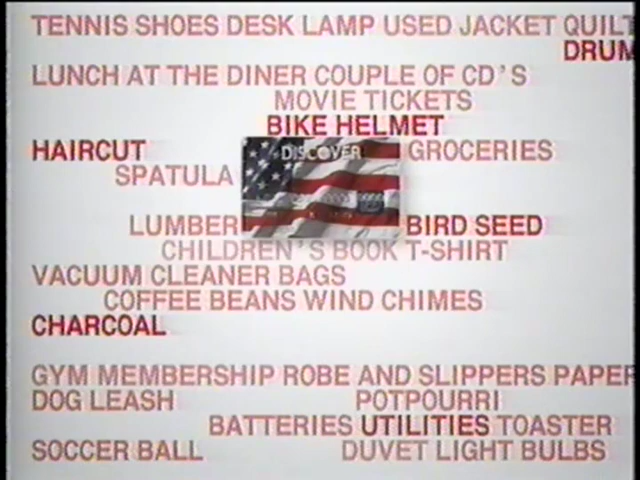 TENNIS SHOES DESK LAMP USED JACKET QUILT
DRUM
LUNCH AT THE DINER COUPLE OF CD'S
MOVIE TICKETS
BIKE HELMET
HAIRCUT DISCOVER GROCERIES
SPATULA
LUMBER BIRD SEED
CHILDREN'S BOOK T-SHIRT
VACUUM CLEANER BAGS
COFFEE BEANS WIND CHIMES
CHARCOAL
GYM MEMBERSHIP ROBE AND SLIPPERS PAPER
DOG LEASH POTPOURRI
BATTERIES UTILITIES TOASTER
SOCCER BALL DUVET LIGHT BULBS